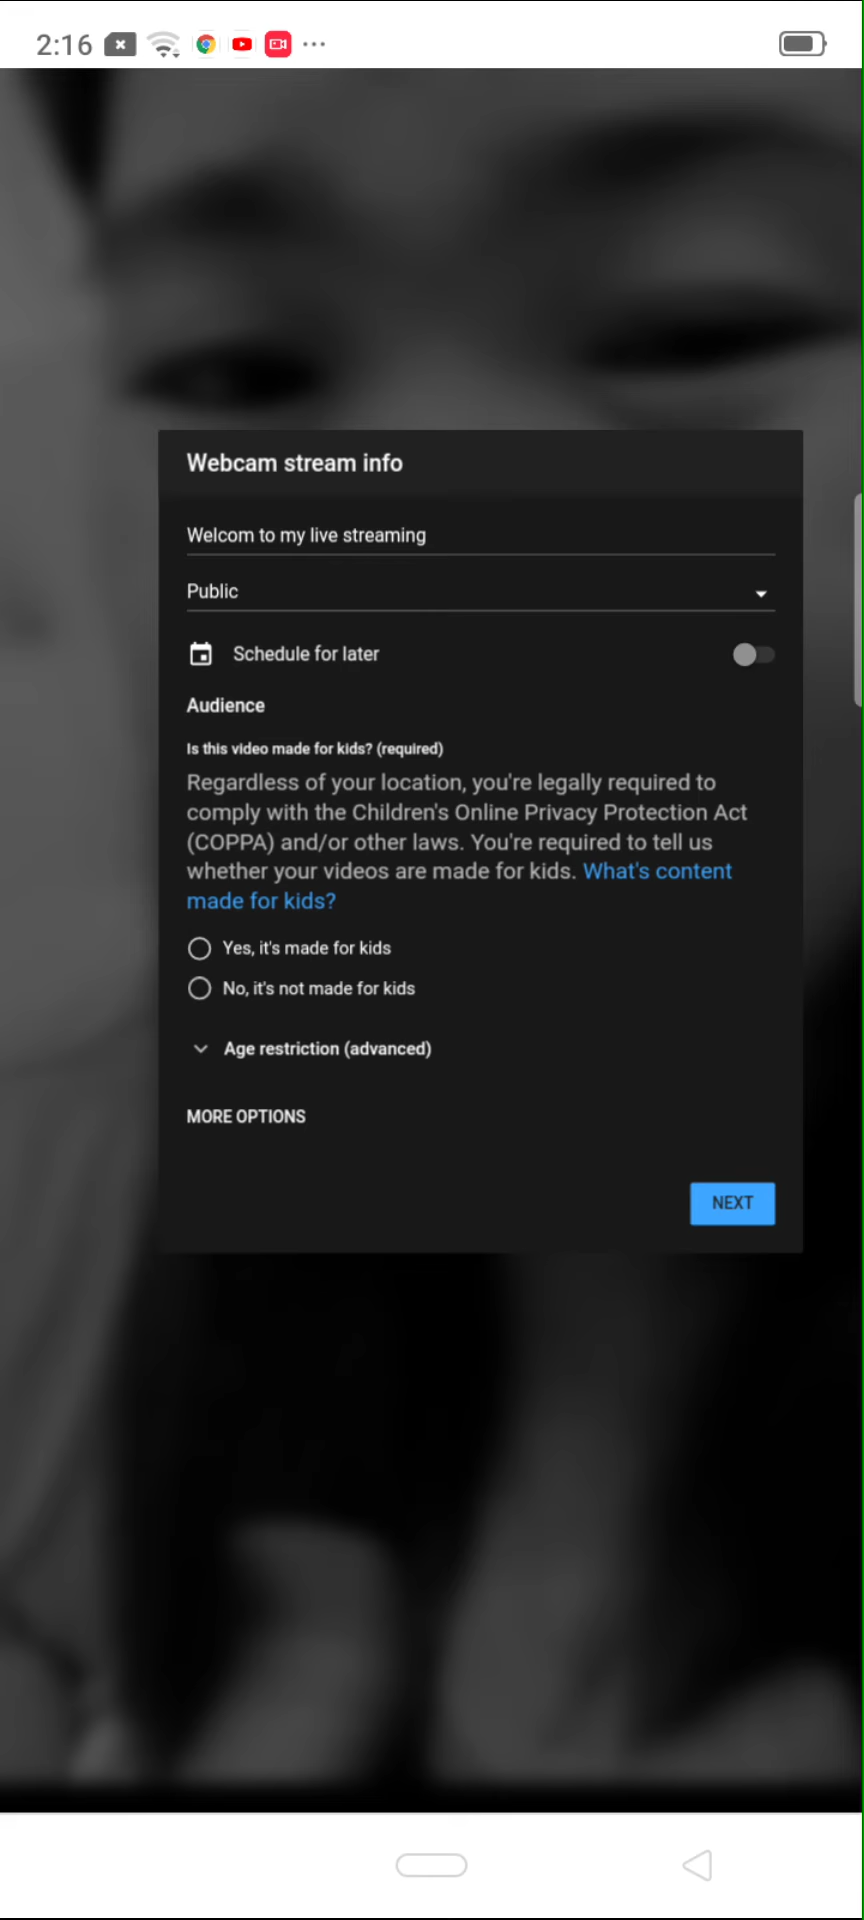 2:16
Webcam stream info
Welcom to my live streaming
Public
Schedule for later
Audience
Is this video made for kids? (required)
Regardless of your location, you're legally required to
comply with the Children's Online Privacy Protection Act
(COPPA) and/or other laws. You're required to tell us
whether your videos are made for kids. What's content
made for kids?
Yes, it's made for kids
No, it's not made for kids
Age restriction (advanced)
MORE OPTIONS
NEXT